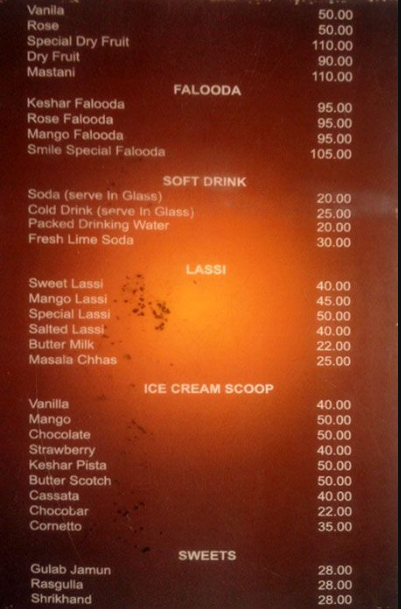 Vanila 50.00
Rose 50.00
Special Dry Fruit 110.00
Dry Fruit 90.00
Mastani 110.00
FALOODA
Keshar Falooda 95.00
Rose Falooda 95.00
Mango Falooda 95.00
Smile Special Falooda 105.00
SOFT DRINK
Soda (serve In Glass) 20.00
Cold Drink (serve In Glass) 25.00
Packed Drinking Water 20.00
Fresh Lime Soda 30.00
LASSI
Sweet Lassi 40.00
Mango Lassi 45.00
Special Lassi 50.00
Salted Lassi 40.00
Butter Milk 22.00
Masala Chhas 25.00
ICE CREAM SCOOP
Vanilla 40.00
Mango 50.00
Chocolate 50.00
Strawberry 40.00
Keshar Pista 50.00
Butter Scotch 50.00
Cassata 40.00
Chocobar 22.00
Cornetto 35.00
SWEETS
Gulab Jamun 28.00
Rasgulla 28.00
Shrikhand 28.00